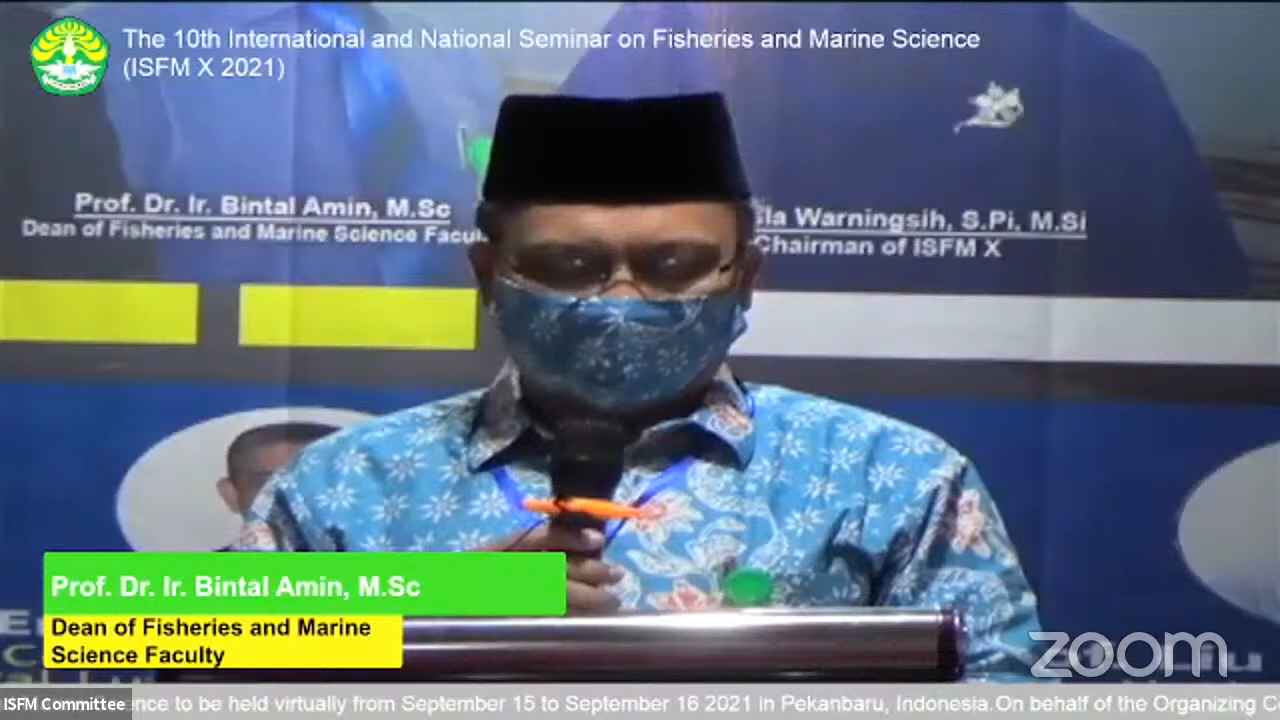 The 10th International and National Seminar on Fisheries and Marine Science
(ISFM X 2021)
Prof. Dr. Ir. Bintal Amin, M.Sc
Dean of Fisheries and Marine Science
Warningsih, S.Pi, M.Si
Chairman of ISFM X
Prof. Dr. Ir. Bintal Amin, M.Sc
Dean of Fisheries and Marine
Science Faculty
zoom
ISFM Committee
to be held virtually from September 15 to September 16 2021 in Pekanbaru, Indonesia. On behalf of the Organizing